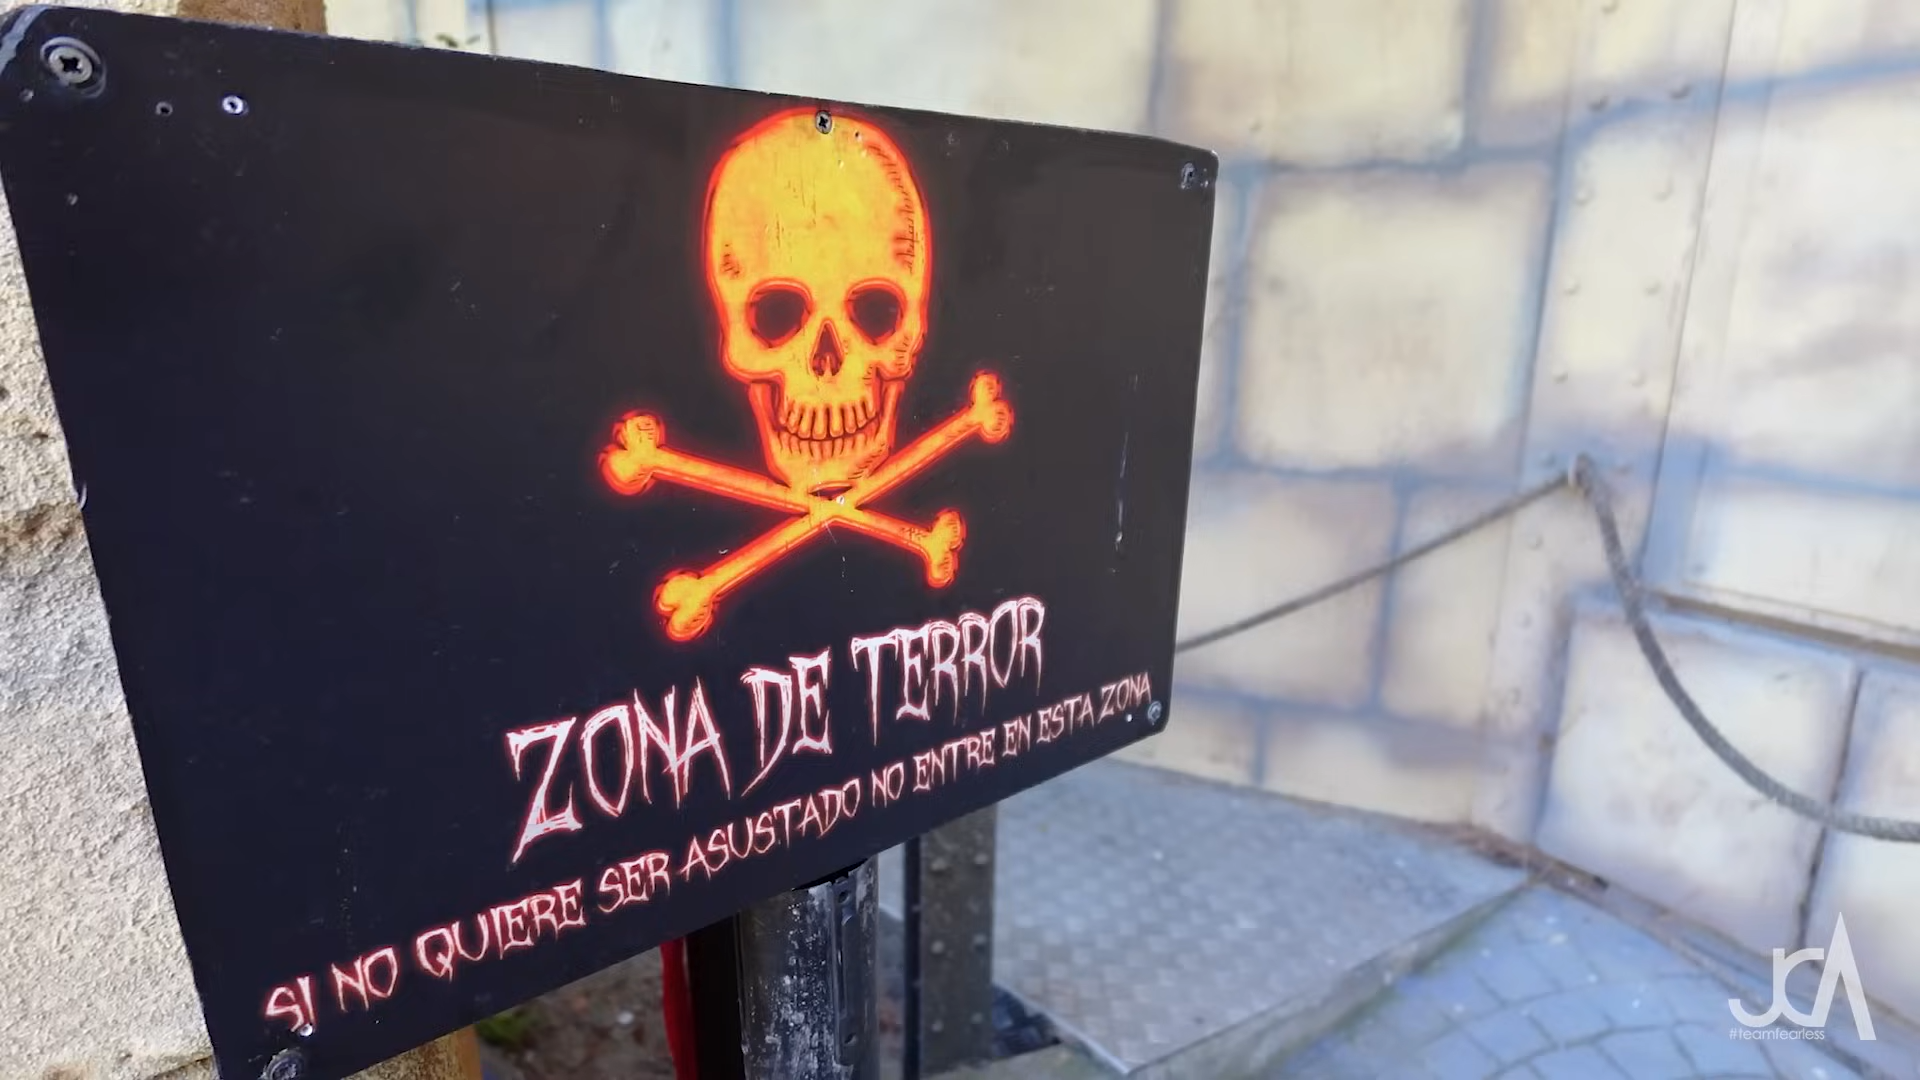 ZONA DE TERROR
SI NO QUIERE SER ASUSTADO NO ENTRE EN ESTA ZONA
JCA
#teamfearless